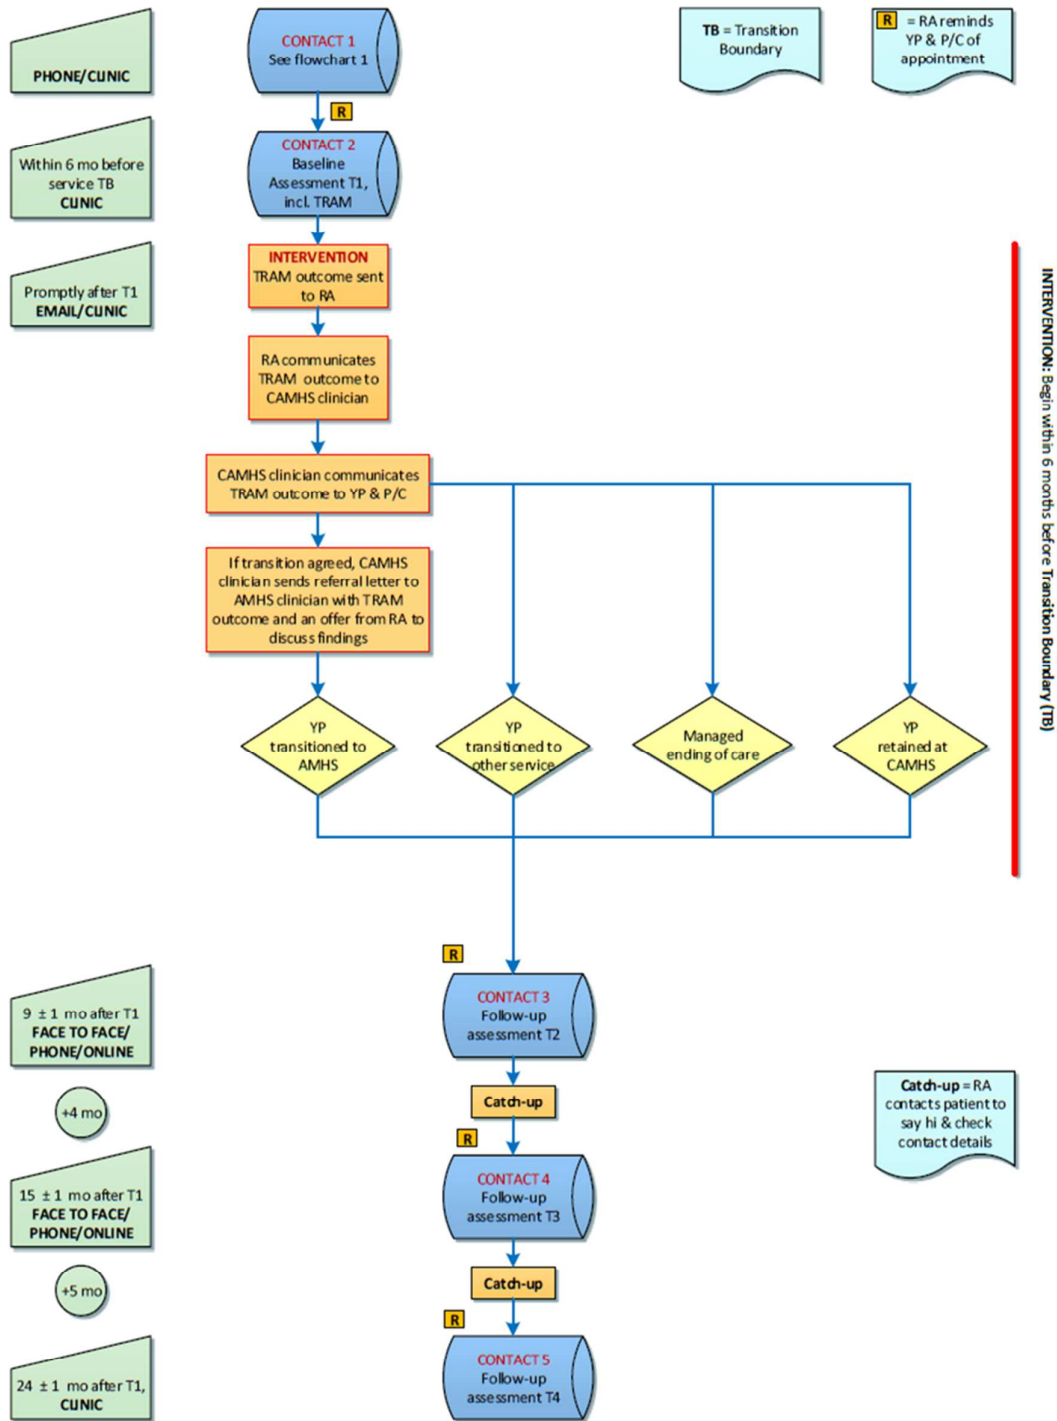 PHONE/CLINIC
CONTACT 1
See flowchart 1
TB = Transition
Boundary
R = RA reminds
YP & P/C of
appointment
R
Within 6 mo before
service TB
CLINIC
CONTACT 2
Baseline
Assessment T1,
incl. TRAM
Promptly after T1
EMAIL/CLINIC
INTERVENTION
TRAM outcome sent
to RA
RA communicates
TRAM outcome to
CAMHS clinician
CAMHS clinician communicates
TRAM outcome to YP & P/C
If transition agreed, CAMHS
clinician sends referral letter to
AMHS clinician with TRAM
outcome and an offer from RA to
discuss findings
YP
transitioned to
AMHS
YP
transitioned to
other service
Managed
ending of care
YP
retained at
CAMHS
INTERVENTION: Begin within 6 months before Transition Boundary (TB)
R
9 ± 1 mo after T1
FACE TO FACE/
PHONE/ONLINE
CONTACT 3
Follow-up
assessment T2
+4 mo
Catch-up
Catch-up = RA
contacts patient to
say hi & check
contact details
R
15 ± 1 mo after T1
FACE TO FACE/
PHONE/ONLINE
CONTACT 4
Follow-up
assessment T3
+5 mo
Catch-up
R
24 ± 1 mo after T1,
CLINIC
CONTACT 5
Follow-up
assessment T4